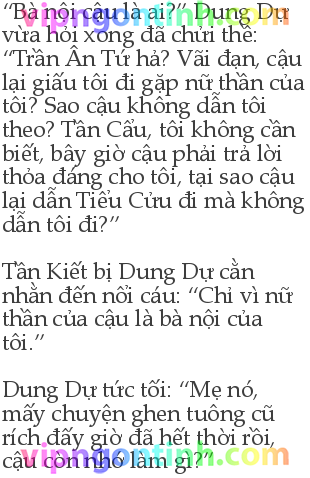 “Bà nội cậu là ai?” Dung Dự
vừa hỏi xong đã chửi thề:
“Trần Ân Tứ hả? Vãi đạn, cậu
lại giấu tôi đi gặp nữ thần của
tôi? Sao cậu không dẫn tôi
theo? Tần Cẩu, tôi không cần
biết, bây giờ cậu phải trả lời
thỏa đáng cho tôi, tại sao cậu
lại dẫn Tiểu Cửu đi mà không
dẫn tôi đi?”
Tần Kiết bị Dung Dự cằn
nhằn đến nổi cáu: “Chỉ vì nữ
thần của cậu là bà nội của
tôi.”
Dung Dự tức tối: “Mẹ nó,
mấy chuyện ghen tuông cũ
rích đấy giờ đã hết thời rồi,
cậu còn nhớ làm gì?”
vipngontinh.com
vipngontinh.com
vipngontinh.com